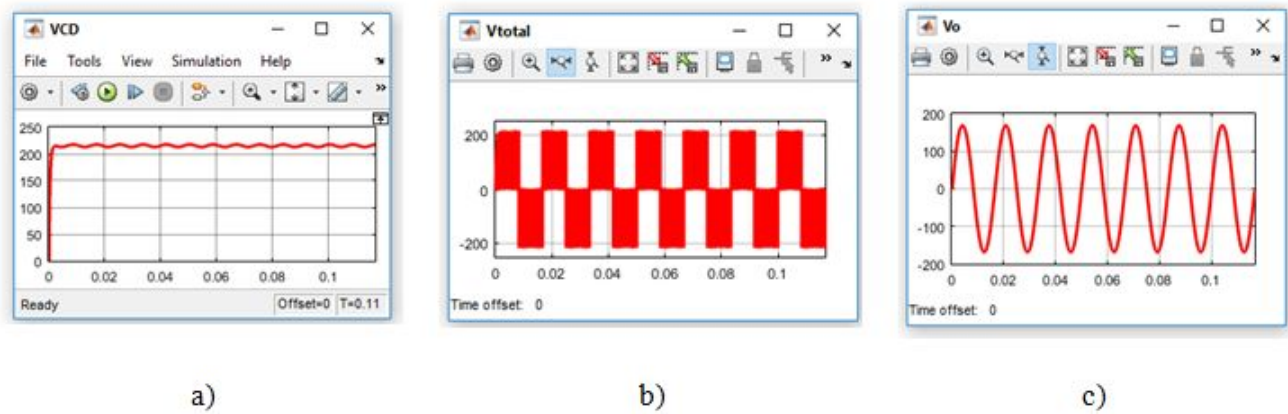 VCD
File Tools View Simulation Help
250
200
150
100
50
0
0 0.02 0.04 0.06 0.08 0.1
Ready Offset=0 T=0.11
a)
Vtotal
200
0
-200
0 0.02 0.04 0.06 0.08 0.1
Time offset: 0
b)
Vo
200
100
0
-100
-200
0 0.02 0.04 0.06 0.08 0.1
Time offset: 0
c)